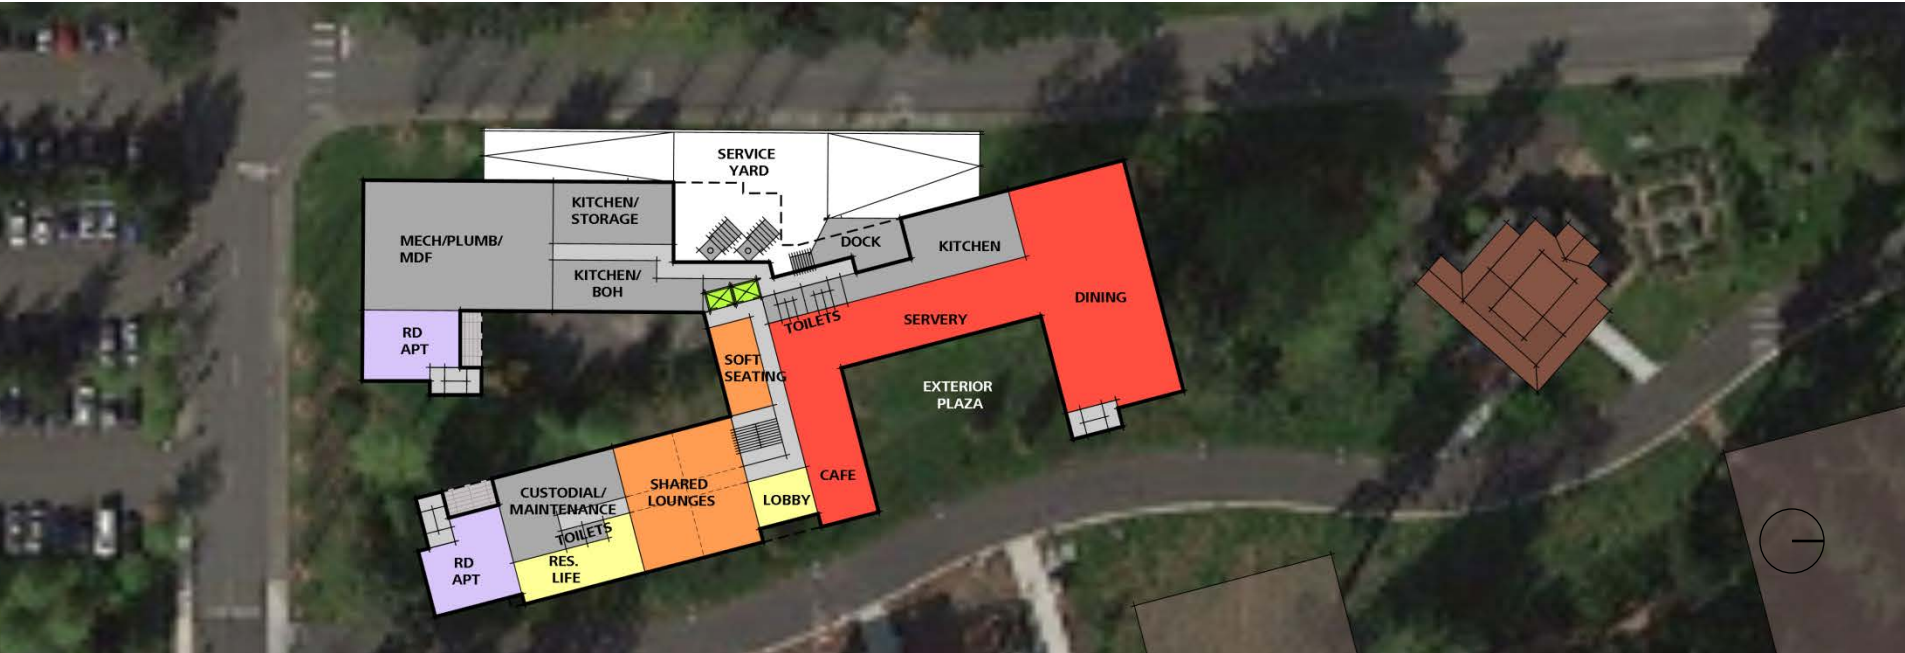 SERVICE
YARD
KITCHEN/
STORAGE
MECH/PLUMB/
MDF
DOCK
KITCHEN
KITCHEN/
BOH
DINING
TOILETS
SERVERY
RD
APT
SOFT
SEATING
EXTERIOR
PLAZA
CAFE
SHARED
LOUNGES
LOBBY
CUSTODIAL/
MAINTENANCE
TOILETS
RES.
LIFE
RD
APT